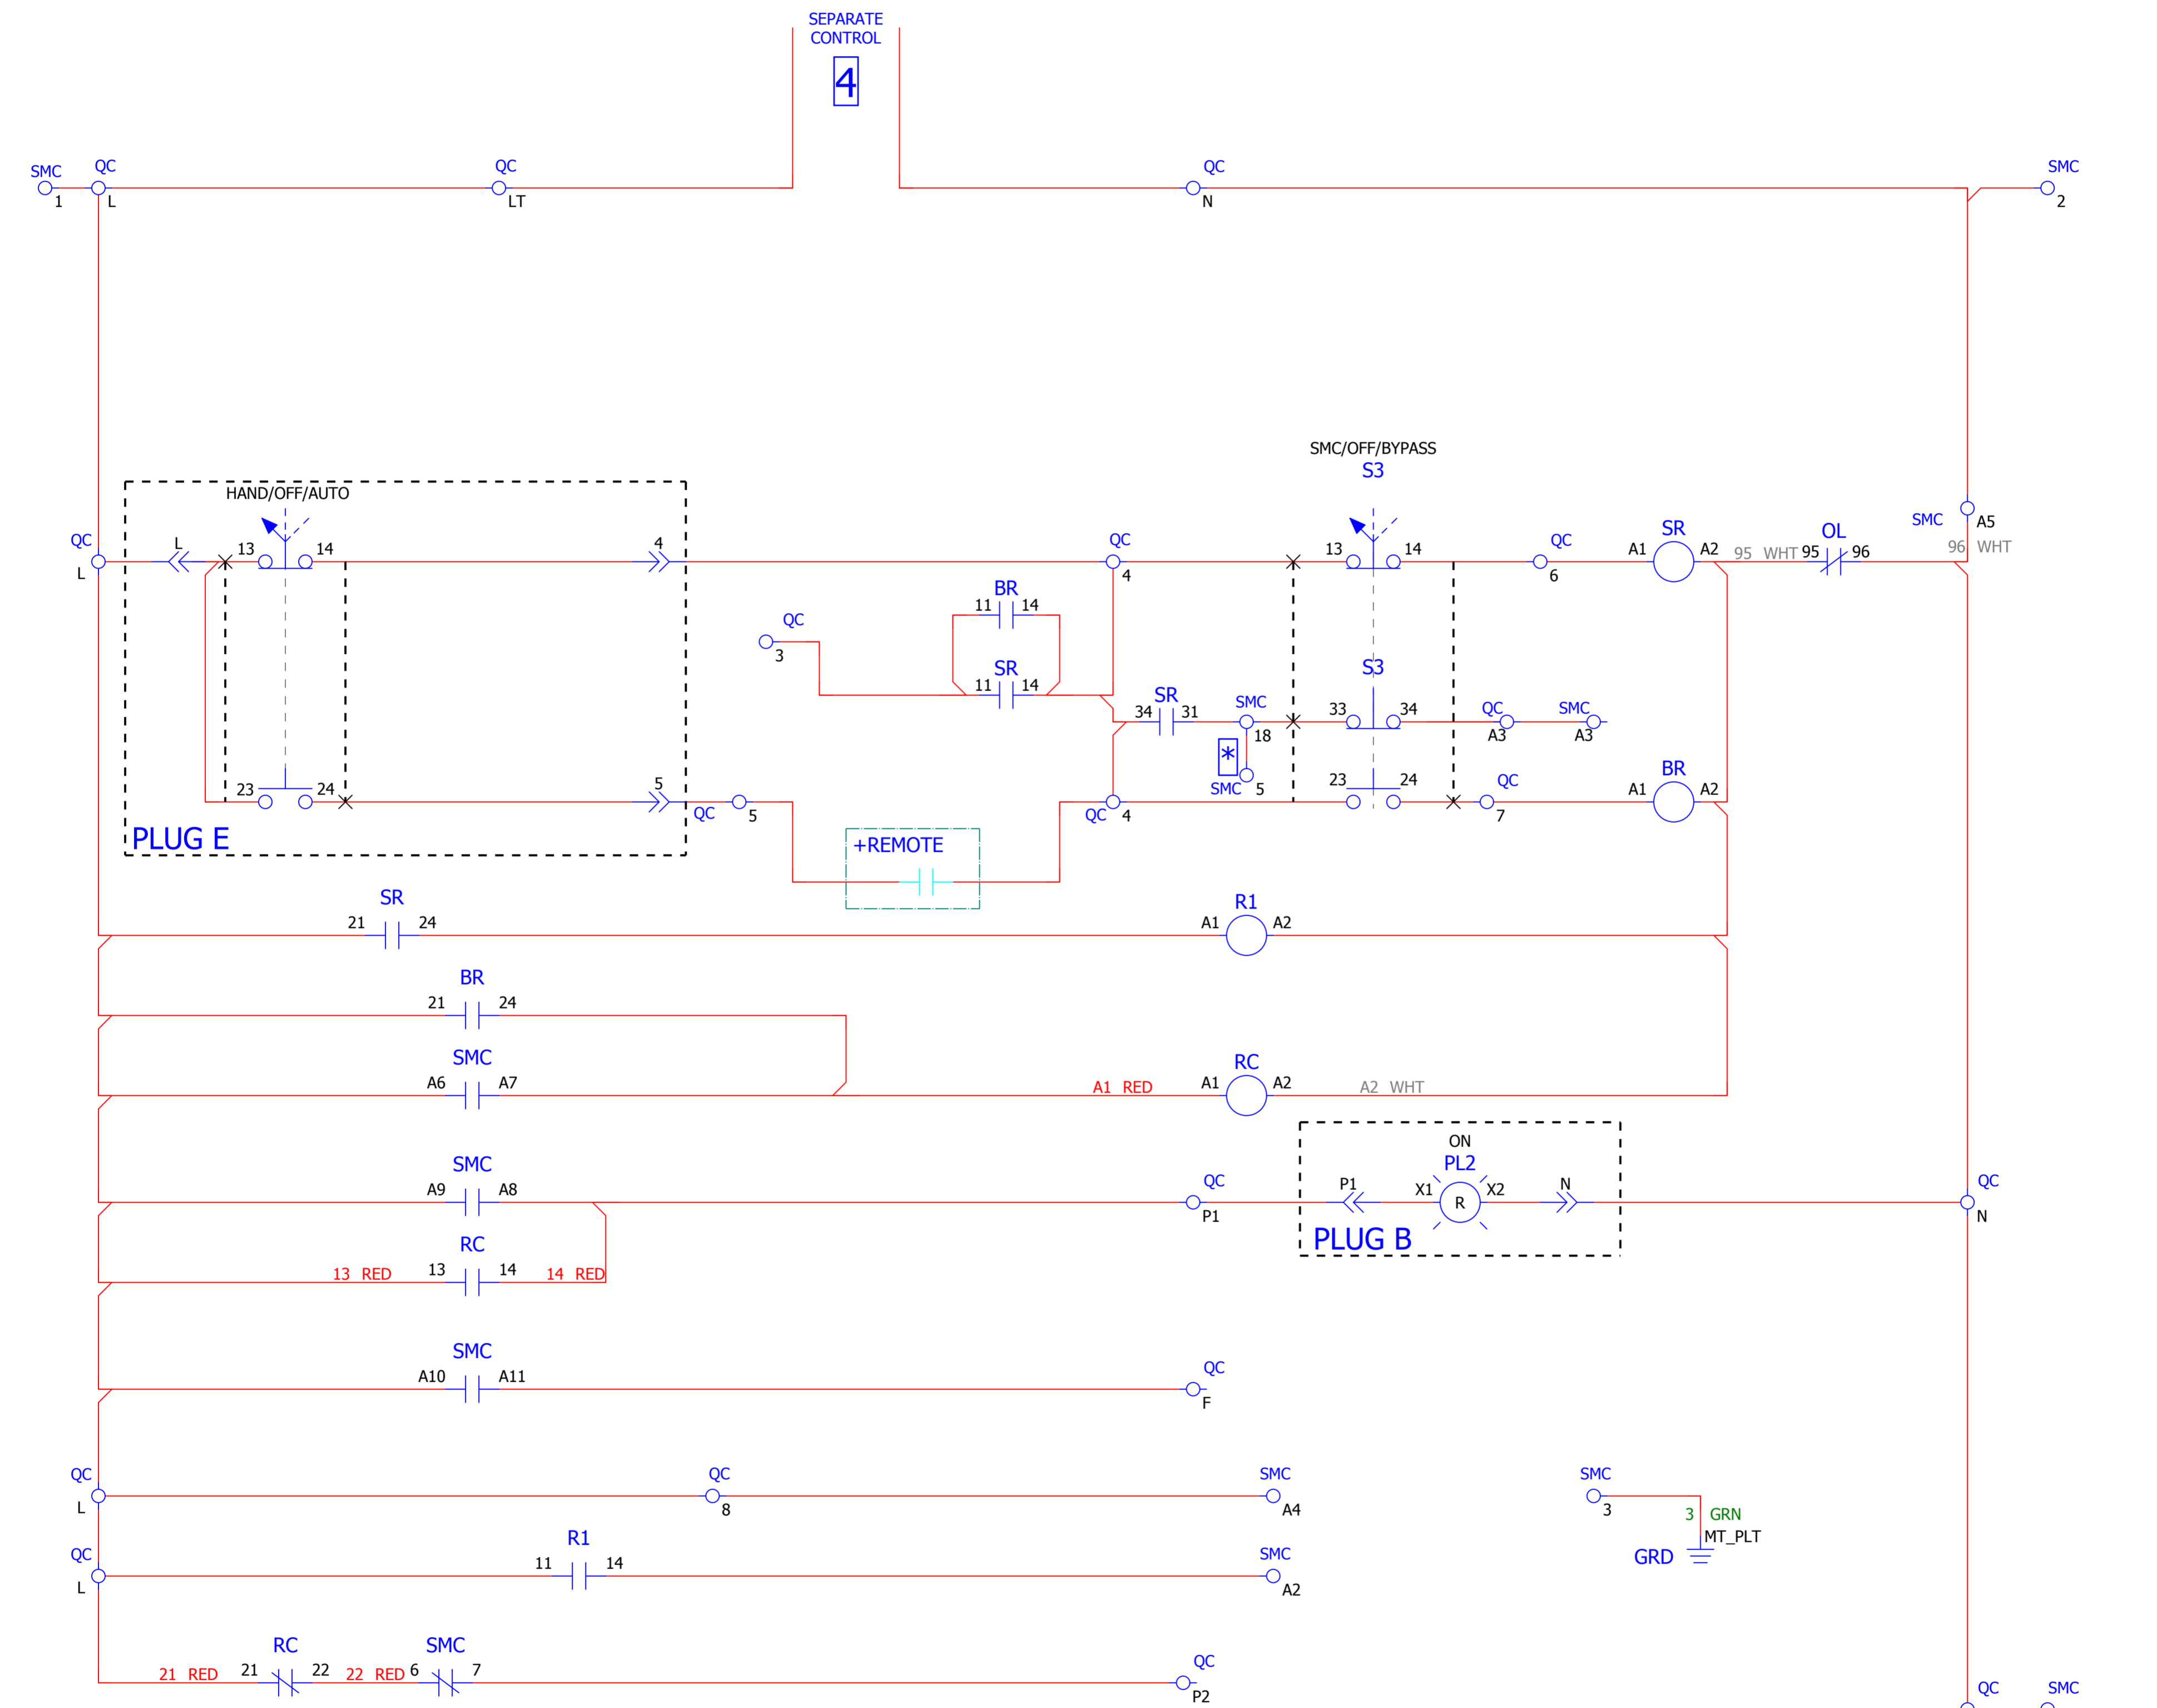 SEPARATE
CONTROL
4
SMC
1
QC
L
QC
LT
QC
N
SMC
2
SMC/OFF/BYPASS
S3
HAND/OFF/AUTO
QC
L
L
13
14
4
QC
4
13
14
QC
6
SR
A1
A2
95 WHT
95
OL
96
SMC
A5
96 WHT
BR
11
14
QC
3
SR
11
14
SR
34
31
SMC
18
*
SMC
5
S3
33
34
QC
A3
SMC
A3
23
24
5
QC
5
QC
4
23
24
QC
7
BR
A1
A2
PLUG E
+REMOTE
SR
21
24
R1
A1
A2
BR
21
24
SMC
A6
A7
A1 RED
RC
A1
A2
A2 WHT
SMC
A9
A8
QC
P1
ON
PL2
P1
X1
R
X2
N
PLUG B
QC
N
RC
13 RED
13
14
14 RED
SMC
A10
A11
QC
F
QC
L
QC
8
SMC
A4
SMC
3
3 GRN
MT_PLT
GRD
QC
L
R1
11
14
SMC
A2
RC
21 RED
21
22
22 RED
SMC
6
7
QC
P2
QC
SMC